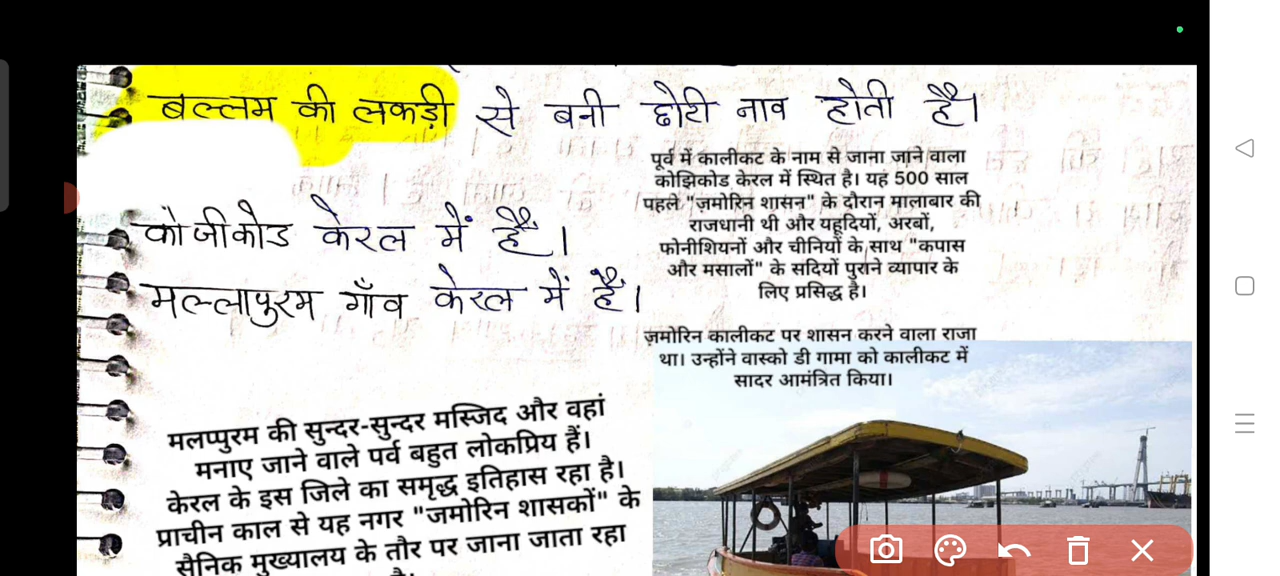 बल्लम की लकड़ी से बनी छोटी नाव होती है।
पूर्व में कालीकट के नाम से जाना जाने वाला
कोझिकोड केरल में स्थित है। यह 500 साल
पहले "ज़मोरिन शासन" के दौरान मालाबार की
राजधानी थी और यहूदियों, अरबों,
फोनीशियनों और चीनियों के साथ "कपास
और मसालों" के सदियों पुराने व्यापार के
लिए प्रसिद्ध है।
कोजीकोड केरल में हैं।
मल्लापुरम गाँव केरल में हैं।
ज़मोरिन कालीकट पर शासन करने वाला राजा
था। उन्होंने वास्को डी गामा को कालीकट में
सादर आमंत्रित किया।
मलप्पुरम की सुन्दर-सुन्दर मस्जिद और वहां
मनाए जाने वाले पर्व बहुत लोकप्रिय हैं।
केरल के इस जिले का समृद्ध इतिहास रहा है।
प्राचीन काल से यह नगर "जमोरिन शासकों" के
सैनिक मुख्यालय के तौर पर जाना जाता रहा